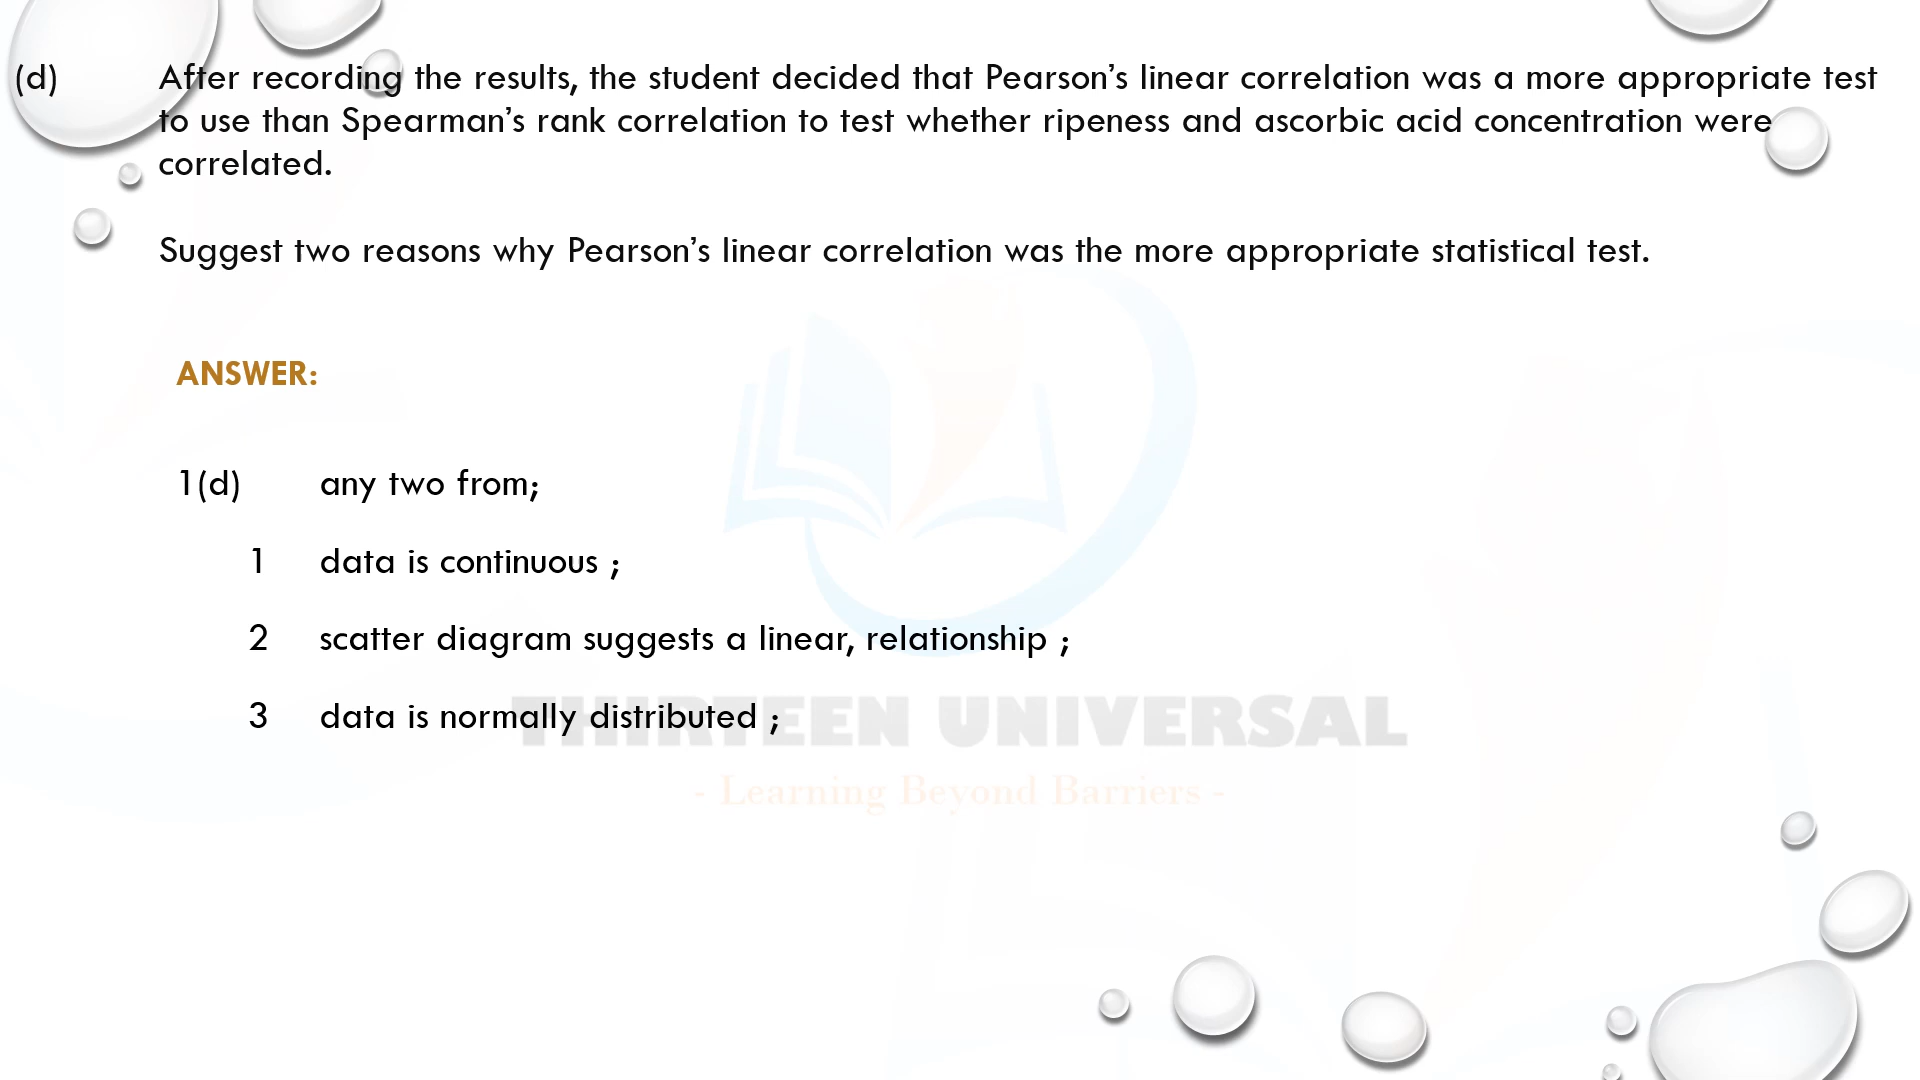 (d) After recording the results, the student decided that Pearson’s linear correlation was a more appropriate test
to use than Spearman’s rank correlation to test whether ripeness and ascorbic acid concentration were
correlated.
Suggest two reasons why Pearson’s linear correlation was the more appropriate statistical test.
ANSWER:
1(d) any two from;
1 data is continuous ;
2 scatter diagram suggests a linear, relationship ;
3 data is normally distributed ;
THIRTEEN UNIVERSAL
- Learning Beyond Barriers -